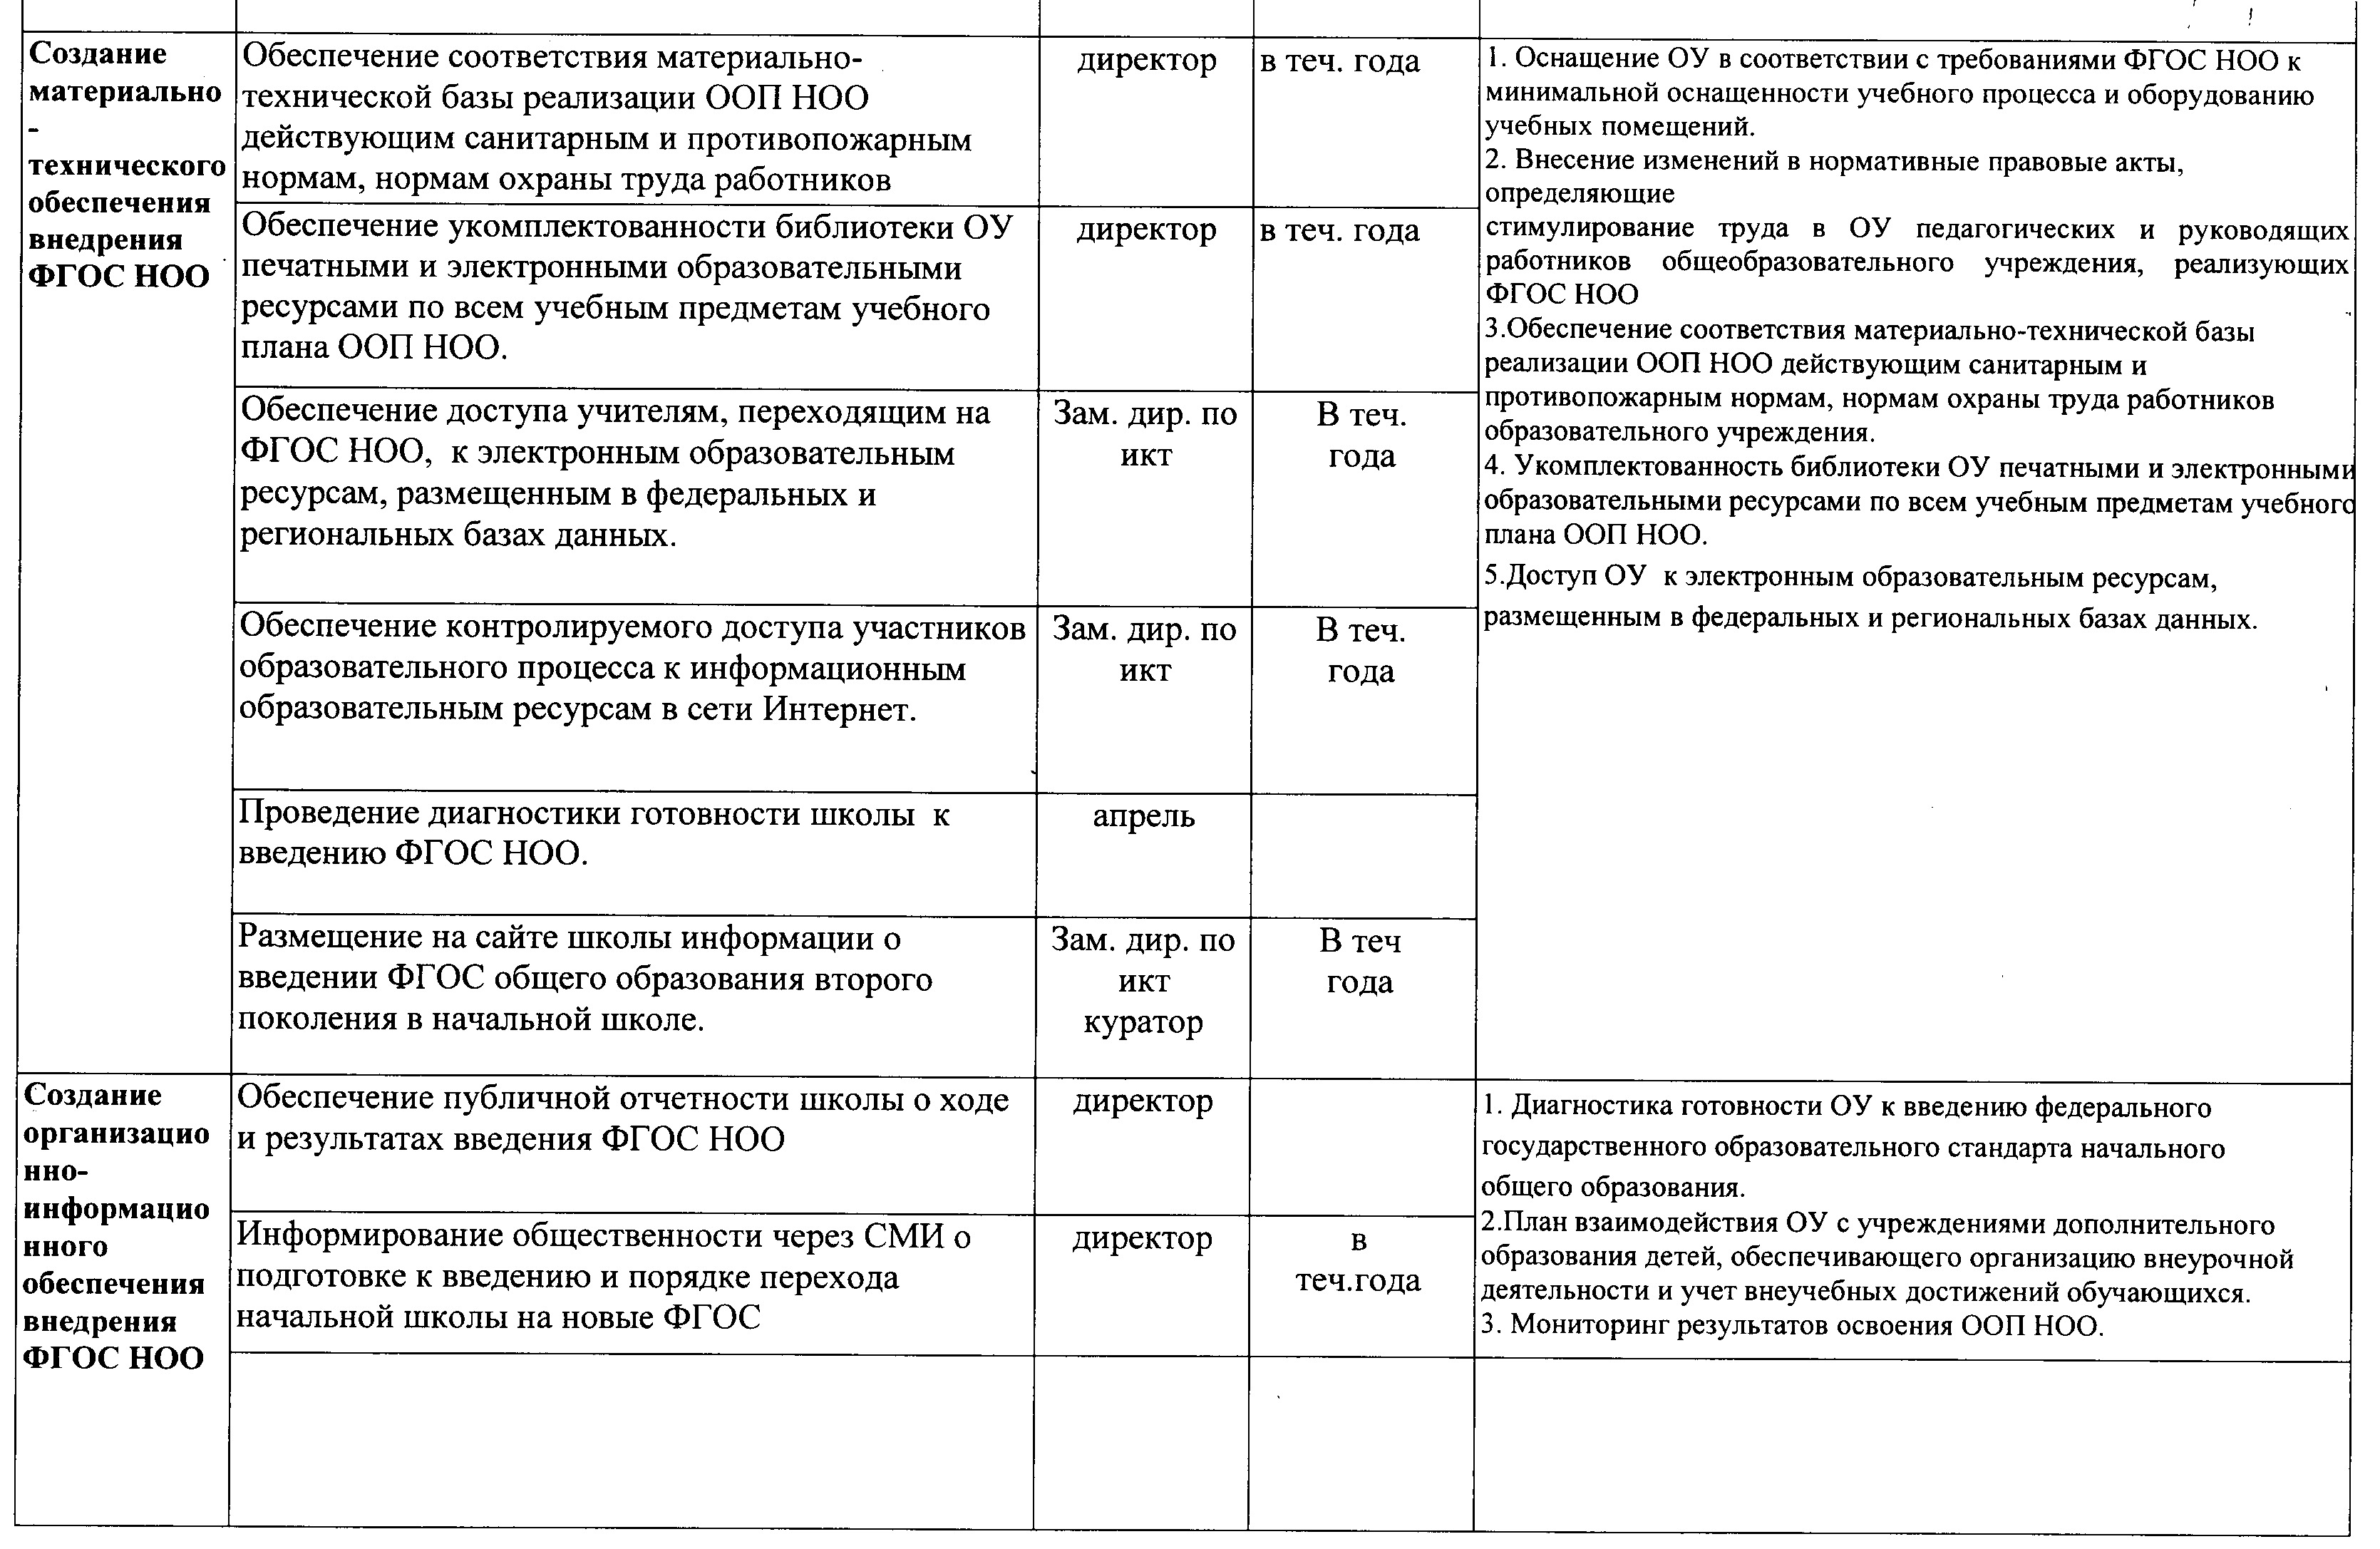 Создание
материально
-
технического
обеспечения
внедрения
ФГОС НОО
Обеспечение соответствия материально-
технической базы реализации ООП НОО
действующим санитарным и противопожарным
нормам, нормам охраны труда работников
директор
в теч. года
Обеспечение укомплектованности библиотеки ОУ
печатными и электронными образовательными
ресурсами по всем учебным предметам учебного
плана ООП НОО.
директор
в теч. года
Обеспечение доступа учителям, переходящим на
ФГОС НОО,  к электронным образовательным
ресурсам, размещенным в федеральных и
региональных базах данных.
Зам. дир. по
икт
В теч.
года
Обеспечение контролируемого доступа участников
образовательного процесса к информационным
образовательным ресурсам в сети Интернет.
Зам. дир. по
икт
В теч.
года
Проведение диагностики готовности школы  к
введению ФГОС НОО.
апрель
Размещение на сайте школы информации о
введении ФГОС общего образования второго
поколения в начальной школе.
Зам. дир. по
икт
куратор
В теч
года
1. Оснащение ОУ в соответствии с требованиями ФГОС НОО к
минимальной оснащенности учебного процесса и оборудованию
учебных помещений.
2. Внесение изменений в нормативные правовые акты,
определяющие
стимулирование труда в ОУ педагогических и руководящих
работников общеобразовательного учреждения, реализующих
ФГОС НОО
3.Обеспечение соответствия материально-технической базы
реализации ООП НОО действующим санитарным и
противопожарным нормам, нормам охраны труда работников
образовательного учреждения.
4. Укомплектованность библиотеки ОУ печатными и электронными
образовательными ресурсами по всем учебным предметам учебного
плана ООП НОО.
5.Доступ ОУ  к электронным образовательным ресурсам,
размещенным в федеральных и региональных базах данных.
Создание
организацио
нно-
информацио
нного
обеспечения
внедрения
ФГОС НОО
Обеспечение публичной отчетности школы о ходе
и результатах введения ФГОС НОО
директор
Информирование общественности через СМИ о
подготовке к введению и порядке перехода
начальной школы на новые ФГОС
директор
в
теч.года
1. Диагностика готовности ОУ к введению федерального
государственного образовательного стандарта начального
общего образования.
2.План взаимодействия ОУ с учреждениями дополнительного
образования детей, обеспечивающего организацию внеурочной
деятельности и учет внеучебных достижений обучающихся.
3. Мониторинг результатов освоения ООП НОО.